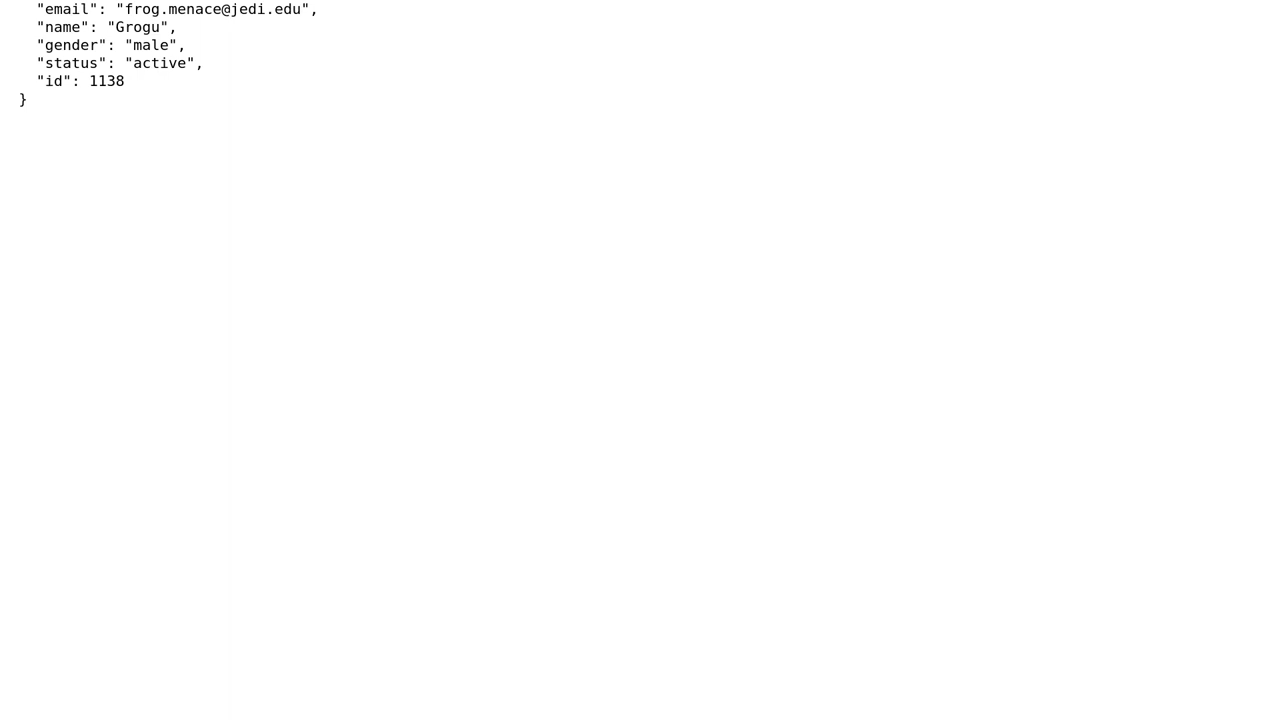 "email": "frog.menace@jedi.edu",
"name": "Grogu",
"gender": "male",
"status": "active",
"id": 1138
}